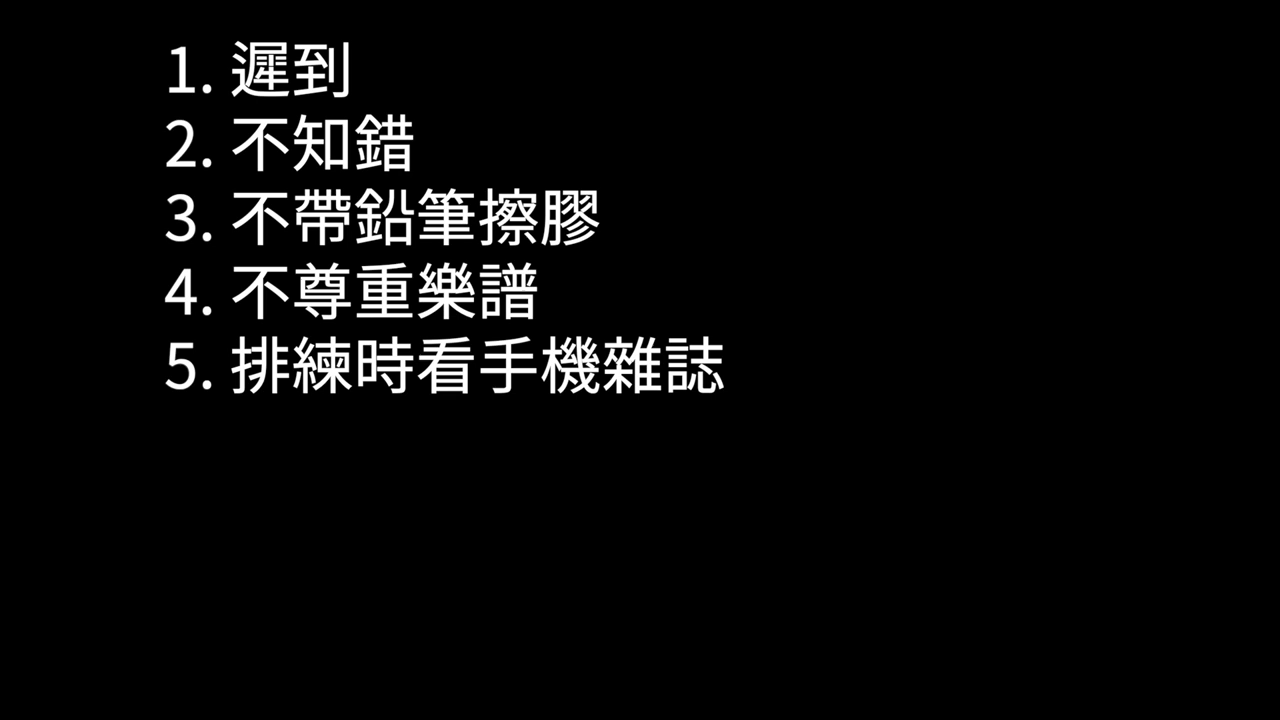 1. 遲到
2. 不知錯
3. 不帶鉛筆擦膠
4. 不尊重樂譜
5. 排練時看手機雜誌